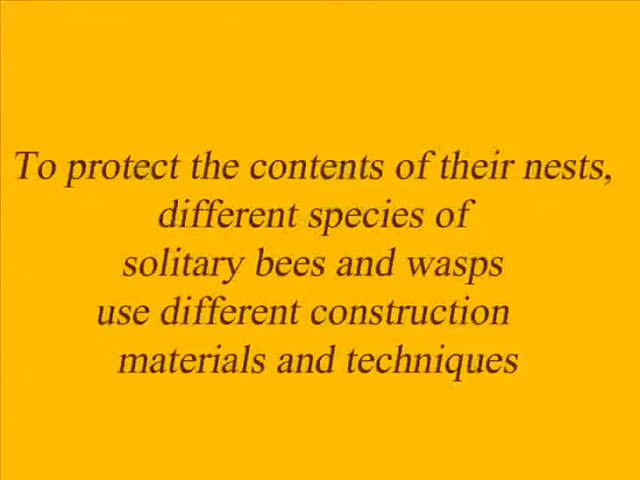 To protect the contents of their nests,
different species of
solitary bees and wasps
use different construction
materials and techniques